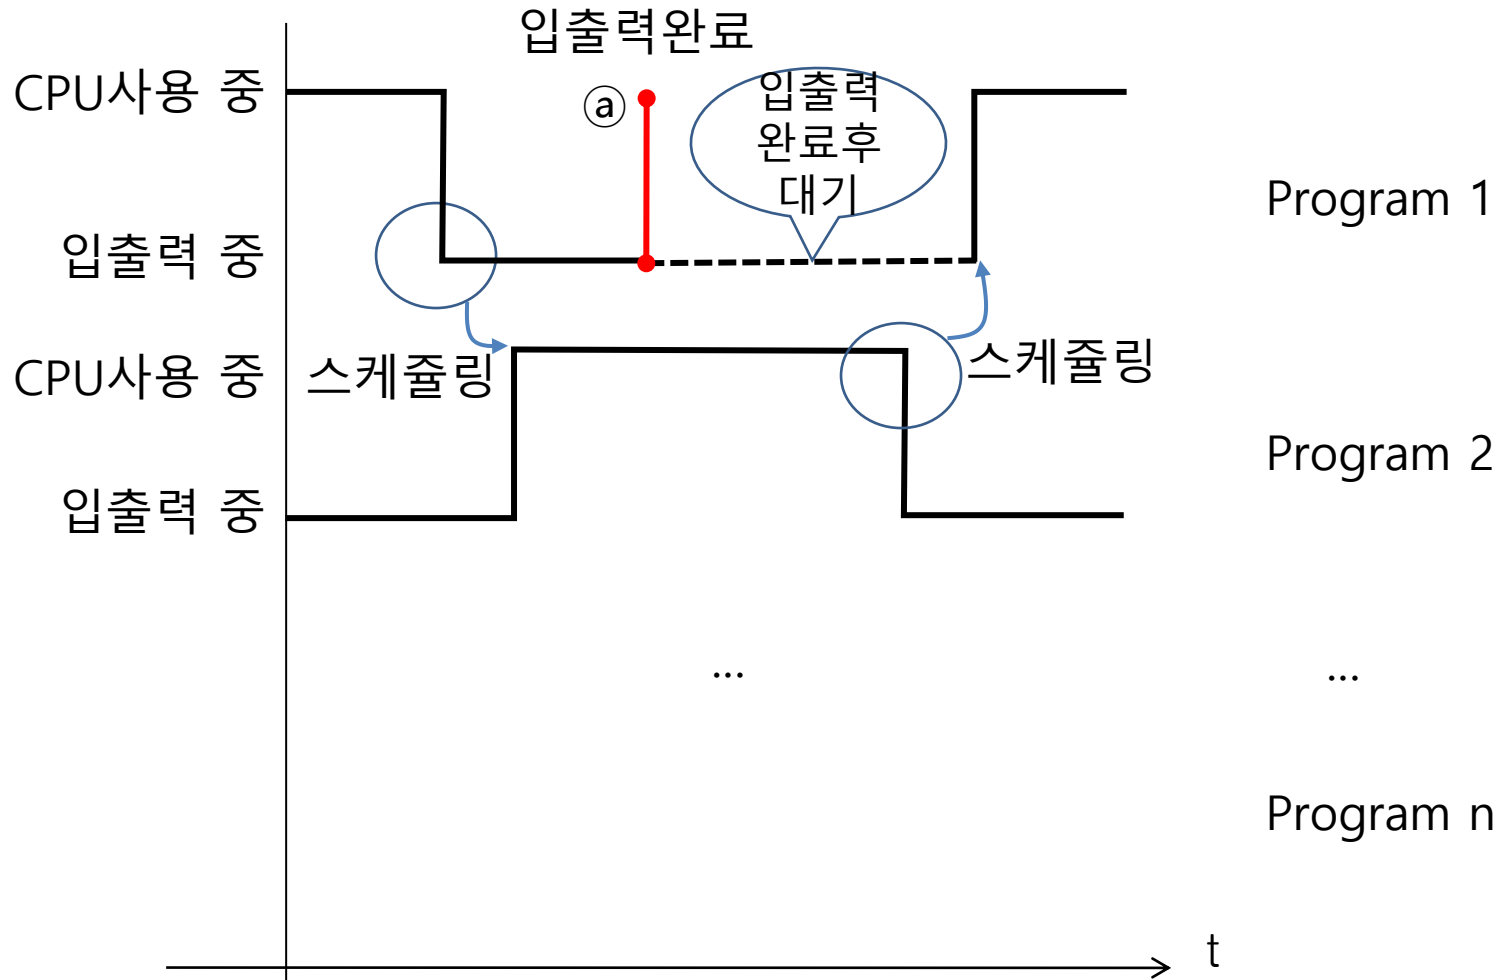 입출력완료
CPU사용 중
ⓐ
입출력
완료후
대기
Program 1
입출력 중
CPU사용 중
스케쥴링
스케쥴링
Program 2
입출력 중
...
...
Program n
t